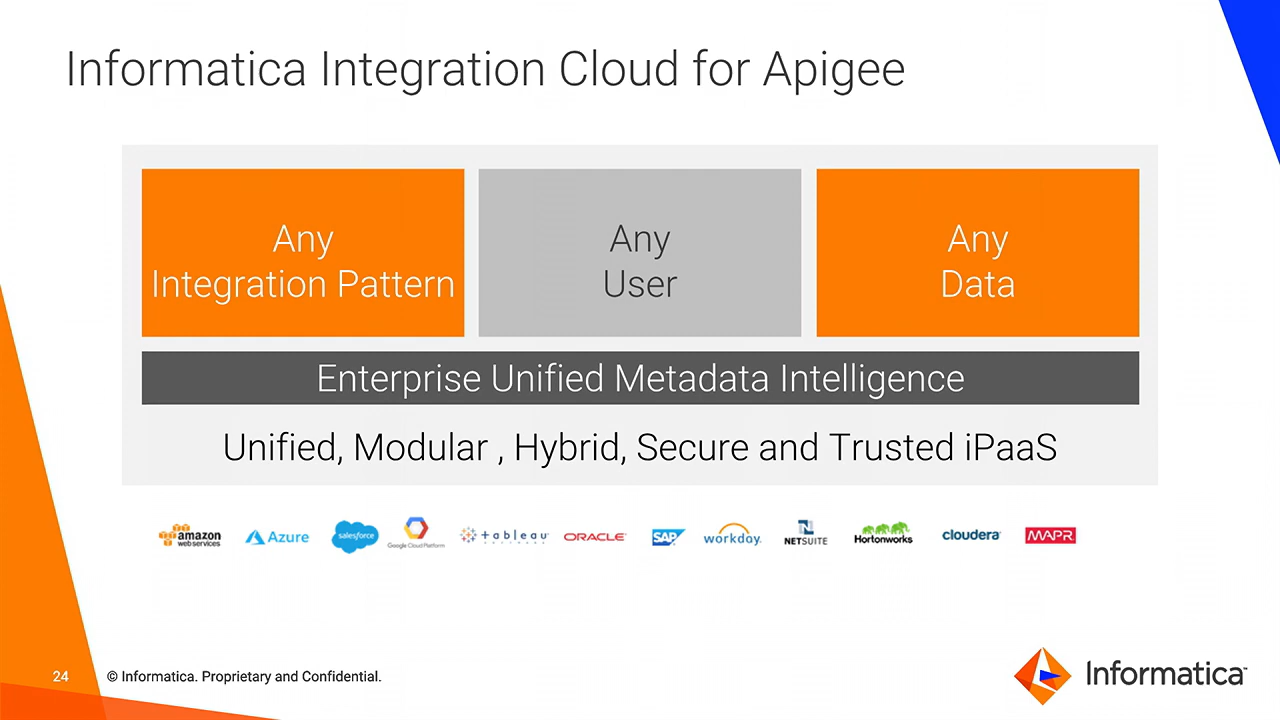 Informatica Integration Cloud for Apigee
Any
Integration Pattern
Any
User
Any
Data
Enterprise Unified Metadata Intelligence
Unified, Modular , Hybrid, Secure and Trusted iPaaS
amazon
web services
Azure
salesforce
Google Cloud Platform
tableau
SOFTWARE
ORACLE
SAP
workday.
NETSUITE
Hortonworks
cloudera
MAPR
24
© Informatica. Proprietary and Confidential.
Informatica™